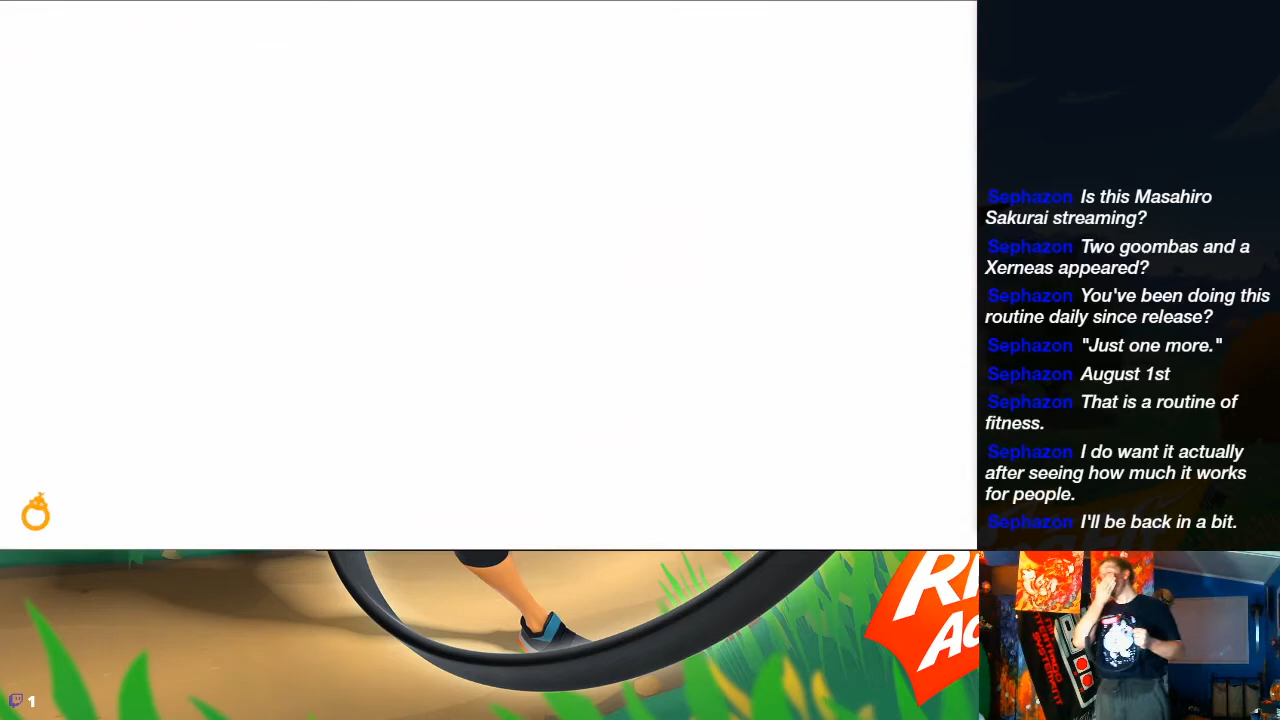 Sephazon Is this Masahiro
Sakurai streaming?
Sephazon Two goombas and a
Xerneas appeared?
Sephazon You've been doing this
routine daily since release?
Sephazon "Just one more."
Sephazon August 1st
Sephazon That is a routine of
fitness.
Sephazon I do want it actually
after seeing how much it works
for people.
Sephazon I'll be back in a bit.
1